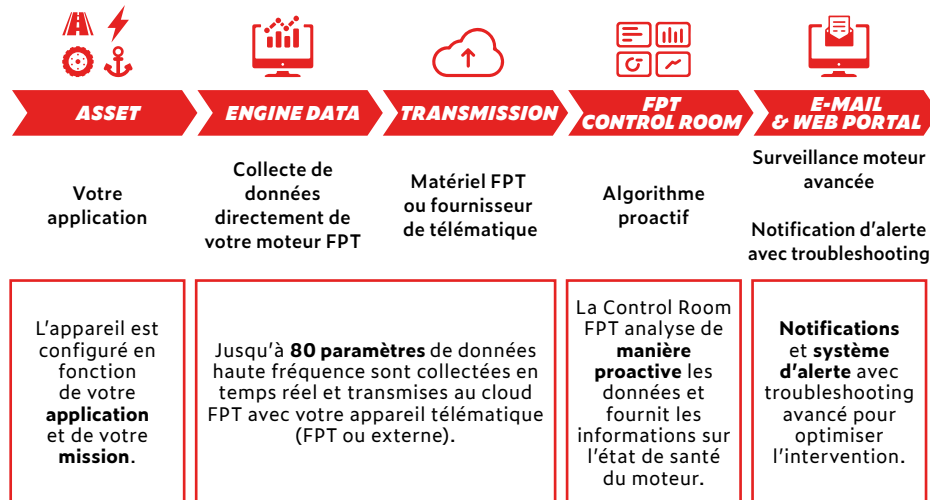 ASSET
ENGINE DATA
TRANSMISSION
FPT
CONTROL ROOM
E-MAIL
& WEB PORTAL
Votre
application
Collecte de
données
directement de
votre moteur FPT
Matériel FPT
ou fournisseur
de télématique
Algorithme
proactif
Surveillance moteur
avancée
Notification d'alerte
avec troubleshooting
L'appareil est
configuré en
fonction
de votre
application
et de votre
mission.
Jusqu'à 80 paramètres de données
haute fréquence sont collectées en
temps réel et transmises au cloud
FPT avec votre appareil télématique
(FPT ou externe).
La Control Room
FPT analyse de
manière
proactive les
données et
fournit les
informations sur
l'état de santé
du moteur.
Notifications
et système
d'alerte avec
troubleshooting
avancé pour
optimiser
l'intervention.